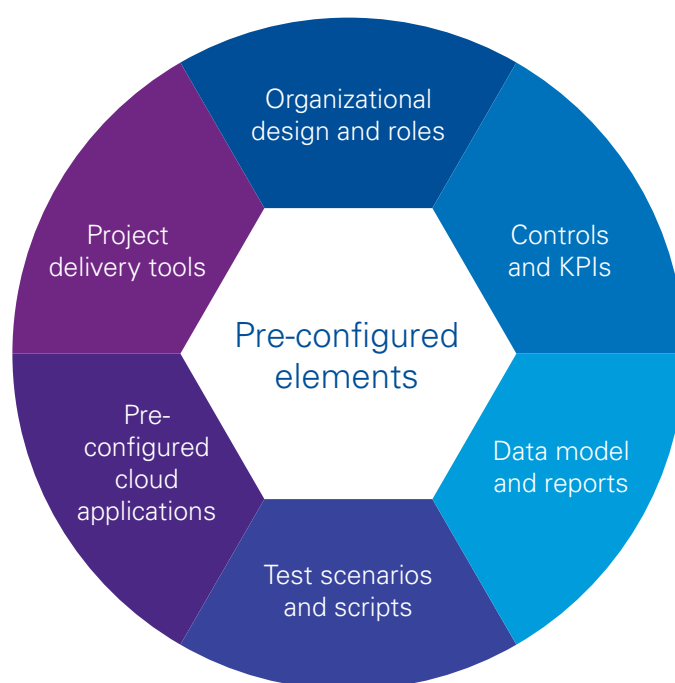 Organizational
design and roles
Controls
and KPIs
Data model
and reports
Test scenarios
and scripts
Pre-
configured
cloud
applications
Project
delivery tools
Pre-configured
elements